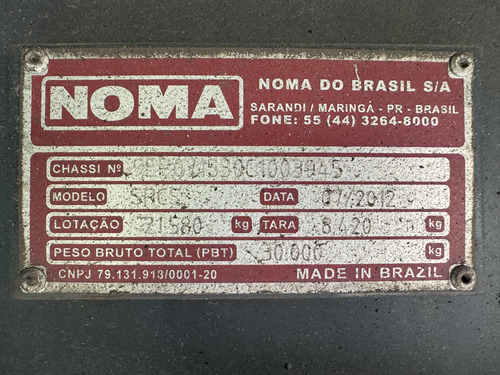 NOMA
NOMA DO BRASIL S/A
SARANDI / MARINGÁ - PR - BRASIL
FONE: 55 (44) 3264-8000
CHASSI Nº
MODELO DATA 07/2012
LOTAÇÃO 21580 kg TARA 8.420 kg
PESO BRUTO TOTAL (PBT) 30.000 kg
CNPJ 79.131.913/0001-20 MADE IN BRAZIL